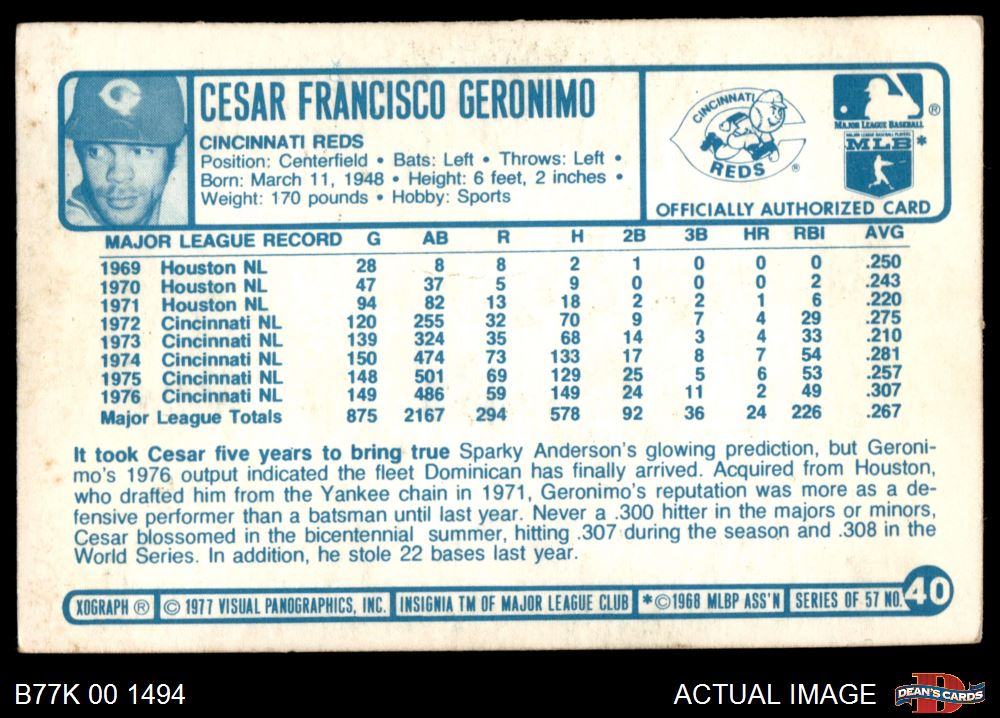 C
CESAR FRANCISCO GERONIMO
CINCINNATI REDS
Position: Centerfield • Bats: Left • Throws: Left •
Born: March 11, 1948 • Height: 6 feet, 2 inches •
Weight: 170 pounds • Hobby: Sports
CINCINNATI
REDS ®
®
MAJOR LEAGUE BASEBALL
MAJOR LEAGUE BASEBALL PLAYERS
MLB *
OFFICIALLY AUTHORIZED CARD
MAJOR LEAGUE RECORD G AB R H 2B 3B HR RBI AVG
1969 Houston NL 28 8 8 2 1 0 0 0 .250
1970 Houston NL 47 37 5 9 0 0 0 2 .243
1971 Houston NL 94 82 13 18 2 2 1 6 .220
1972 Cincinnati NL 120 255 32 70 9 7 4 29 .275
1973 Cincinnati NL 139 324 35 68 14 3 4 33 .210
1974 Cincinnati NL 150 474 73 133 17 8 7 54 .281
1975 Cincinnati NL 148 501 69 129 25 5 6 53 .257
1976 Cincinnati NL 149 486 59 149 24 11 2 49 .307
Major League Totals 875 2167 294 578 92 36 24 226 .267
It took Cesar five years to bring true Sparky Anderson's glowing prediction, but Geroni-
mo's 1976 output indicated the fleet Dominican has finally arrived. Acquired from Houston,
who drafted him from the Yankee chain in 1971, Geronimo's reputation was more as a de-
fensive performer than a batsman until last year. Never a .300 hitter in the majors or minors,
Cesar blossomed in the bicentennial summer, hitting .307 during the season and .308 in the
World Series. In addition, he stole 22 bases last year.
XOGRAPH ® © 1977 VISUAL PANOGRAPHICS, INC. INSIGNIA TM OF MAJOR LEAGUE CLUB *©1968 MLBP ASS'N SERIES OF 57 NO. 40
B77K 00 1494
ACTUAL IMAGE
D
DEAN'S CARDS